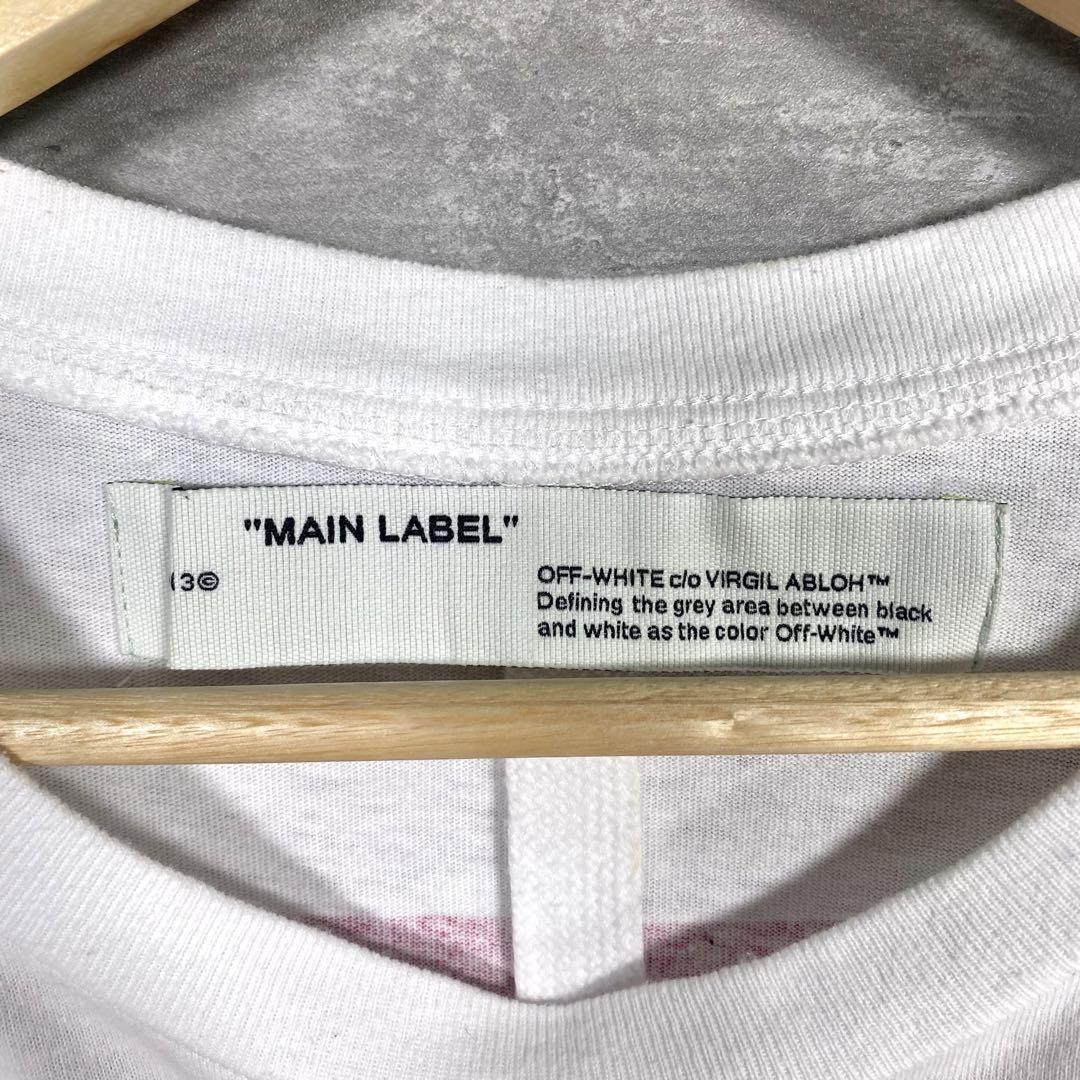 "MAIN LABEL"
13©
OFF-WHITE c/o VIRGIL ABLOH™
Defining the grey area between black
and white as the color Off-White™